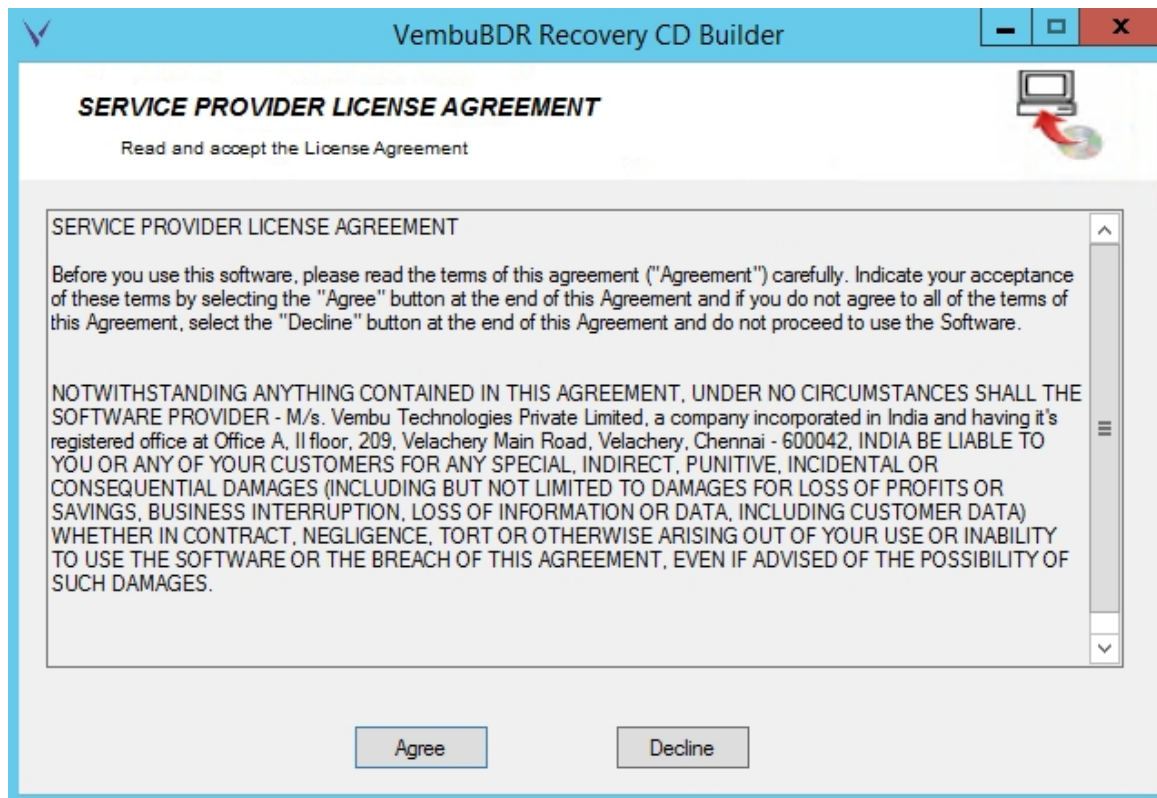 VembuBDR Recovery CD Builder
SERVICE PROVIDER LICENSE AGREEMENT
Read and accept the License Agreement
SERVICE PROVIDER LICENSE AGREEMENT
Before you use this software, please read the terms of this agreement ("Agreement") carefully. Indicate your acceptance
of these terms by selecting the "Agree" button at the end of this Agreement and if you do not agree to all of the terms of
this Agreement, select the "Decline" button at the end of this Agreement and do not proceed to use the Software.
NOTWITHSTANDING ANYTHING CONTAINED IN THIS AGREEMENT, UNDER NO CIRCUMSTANCES SHALL THE
SOFTWARE PROVIDER - M/s. Vembu Technologies Private Limited, a company incorporated in India and having it's
registered office at Office A, II floor, 209, Velachery Main Road, Velachery, Chennai - 600042, INDIA BE LIABLE TO
YOU OR ANY OF YOUR CUSTOMERS FOR ANY SPECIAL, INDIRECT, PUNITIVE, INCIDENTAL OR
CONSEQUENTIAL DAMAGES (INCLUDING BUT NOT LIMITED TO DAMAGES FOR LOSS OF PROFITS OR
SAVINGS, BUSINESS INTERRUPTION, LOSS OF INFORMATION OR DATA, INCLUDING CUSTOMER DATA)
WHETHER IN CONTRACT, NEGLIGENCE, TORT OR OTHERWISE ARISING OUT OF YOUR USE OR INABILITY
TO USE THE SOFTWARE OR THE BREACH OF THIS AGREEMENT, EVEN IF ADVISED OF THE POSSIBILITY OF
SUCH DAMAGES.
Agree
Decline